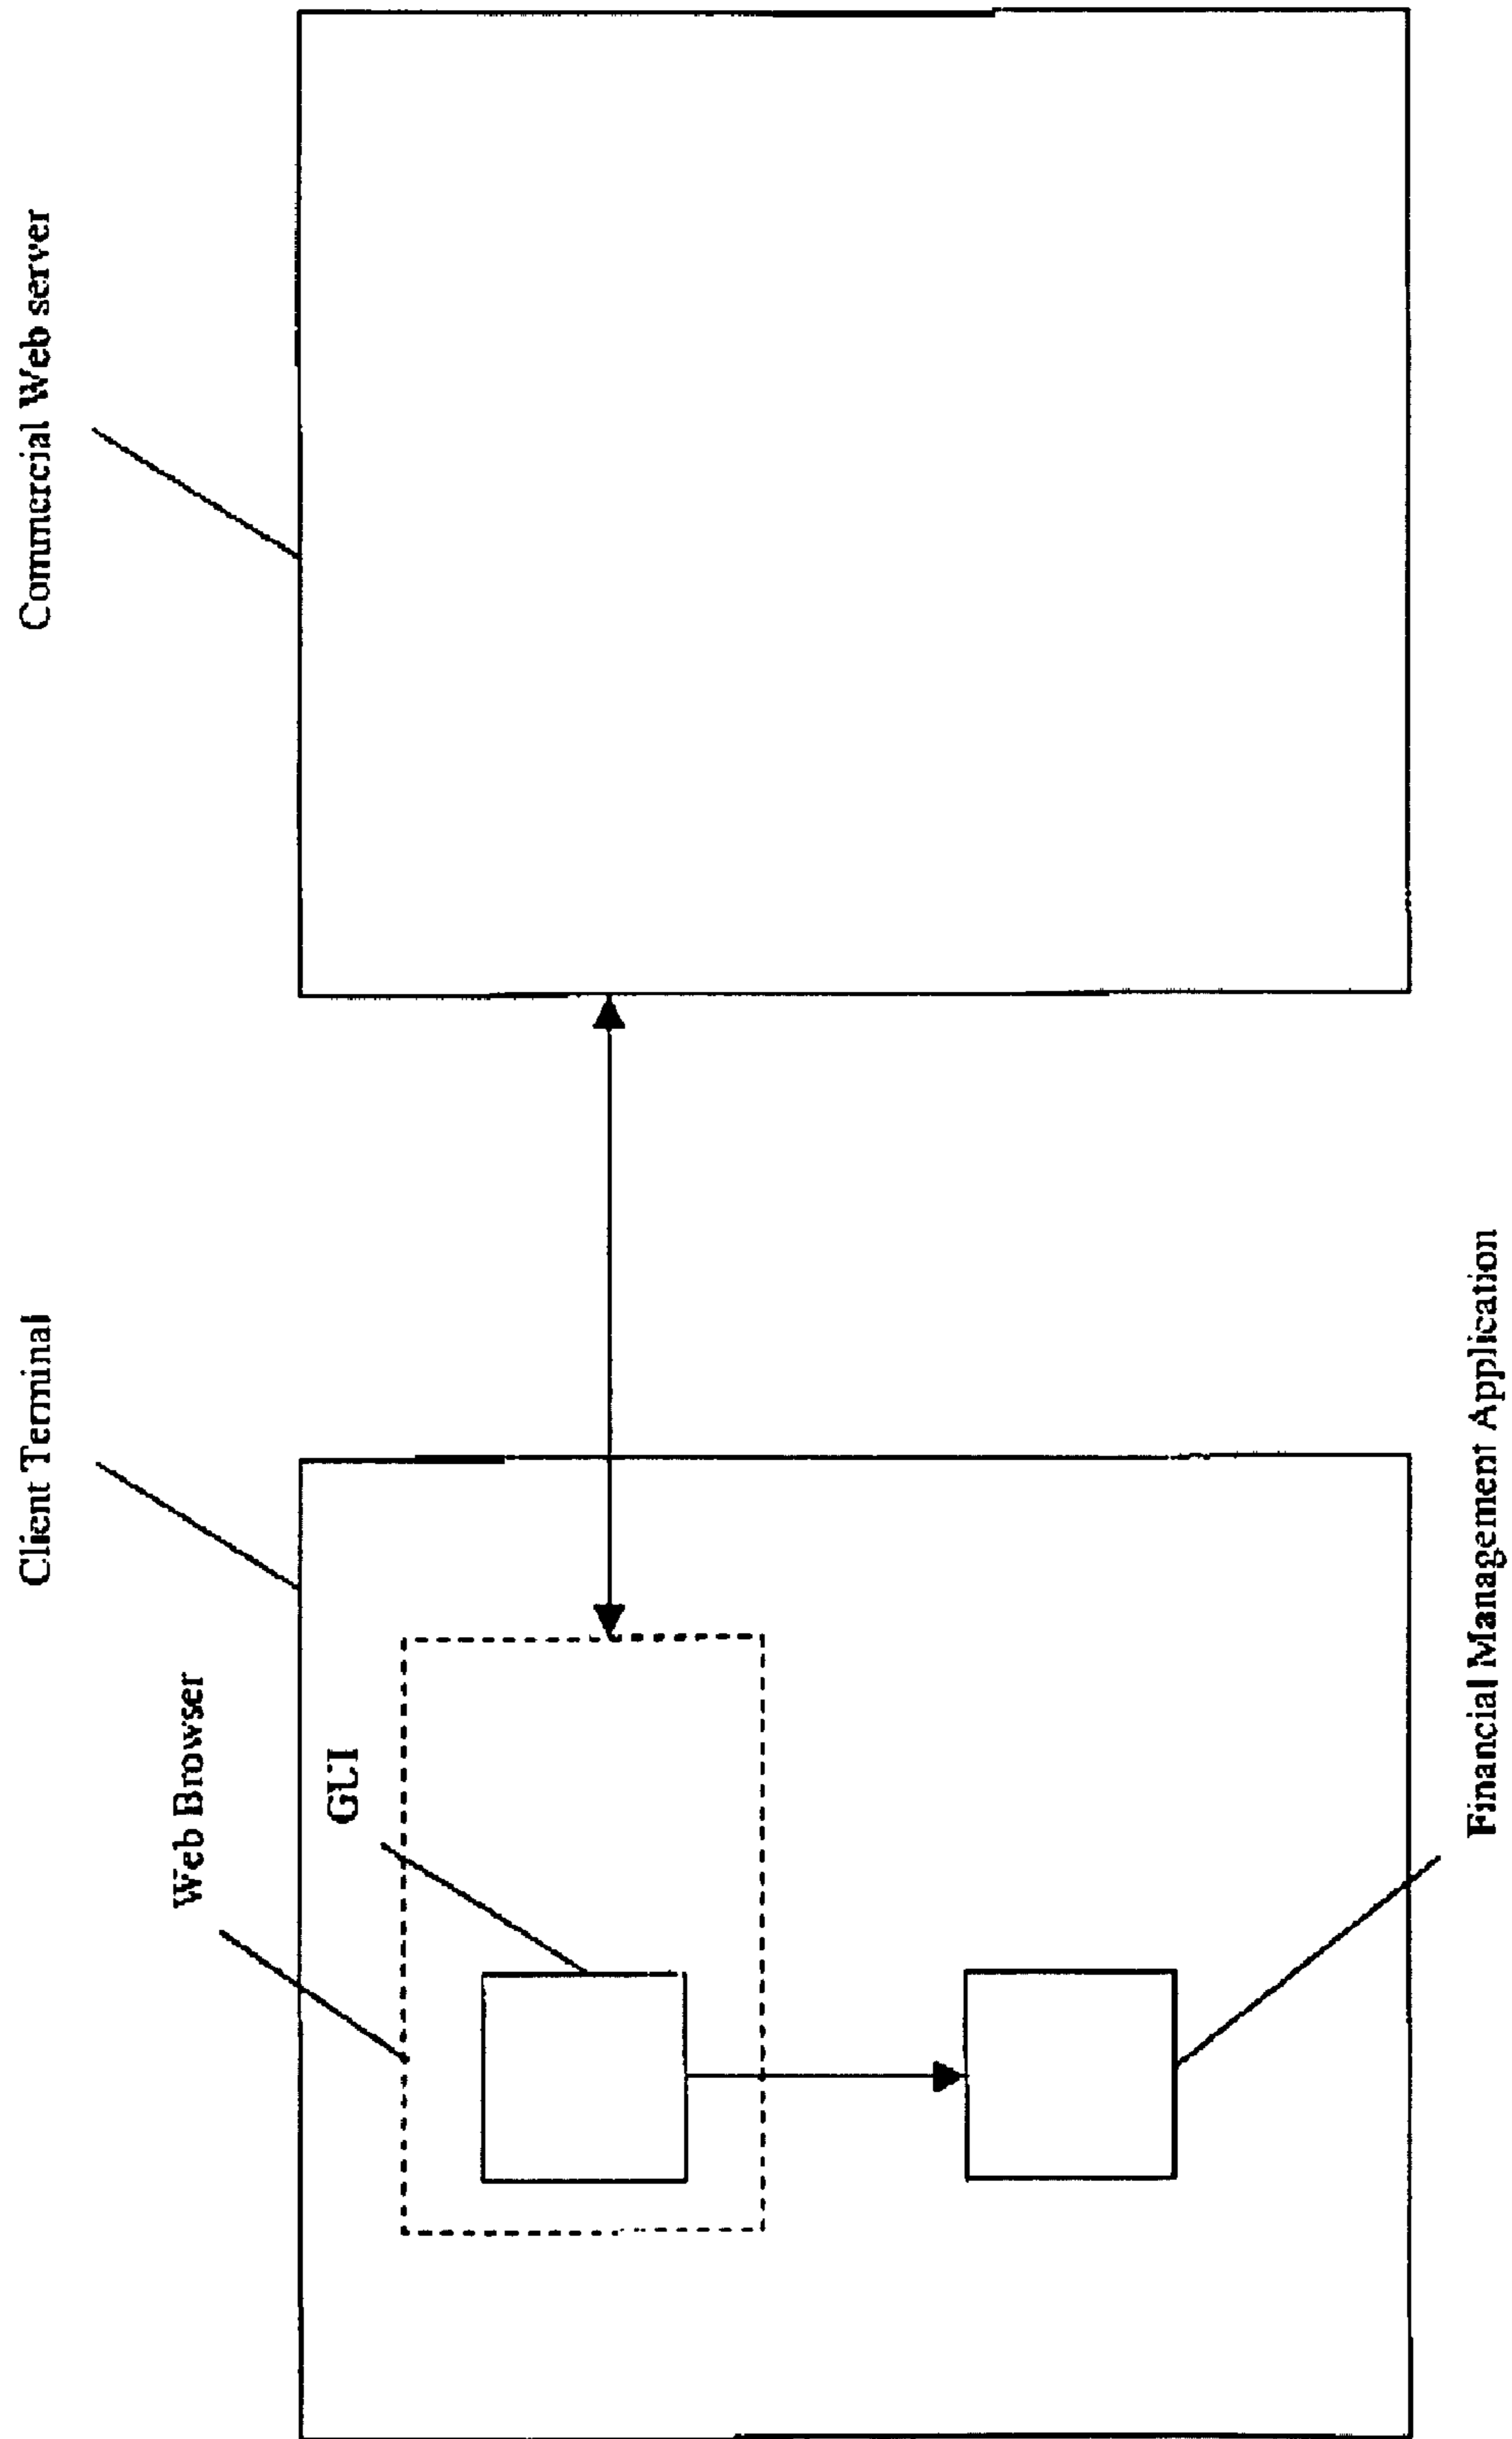 Client Terminal
Commercial Web server
Web Browser
GUI
Financial Management Application